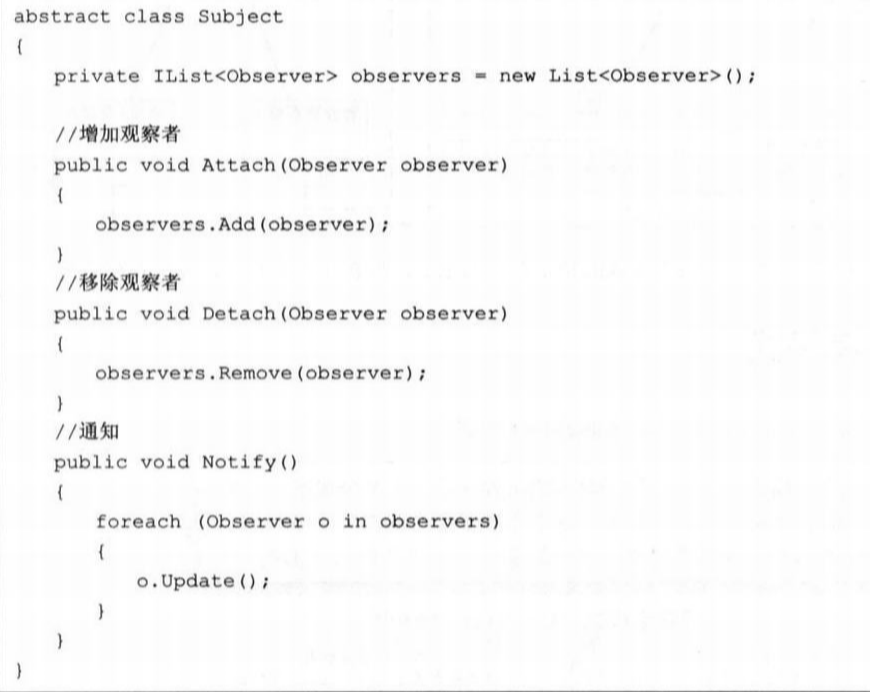 abstract class Subject
{
private IList<Observer> observers = new List<Observer>();
//增加观察者
public void Attach(Observer observer)
{
observers.Add(observer);
}
//移除观察者
public void Detach(Observer observer)
{
observers.Remove(observer);
}
//通知
public void Notify()
{
foreach (Observer o in observers)
{
o.Update();
}
}
}